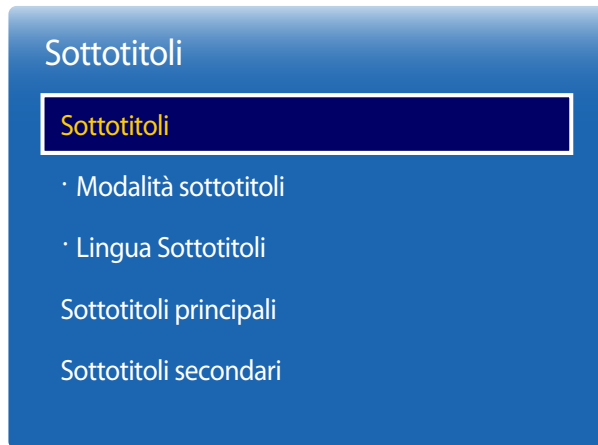 Sottotitoli
Sottotitoli
· Modalità sottotitoli
· Lingua Sottotitoli
Sottotitoli principali
Sottotitoli secondari